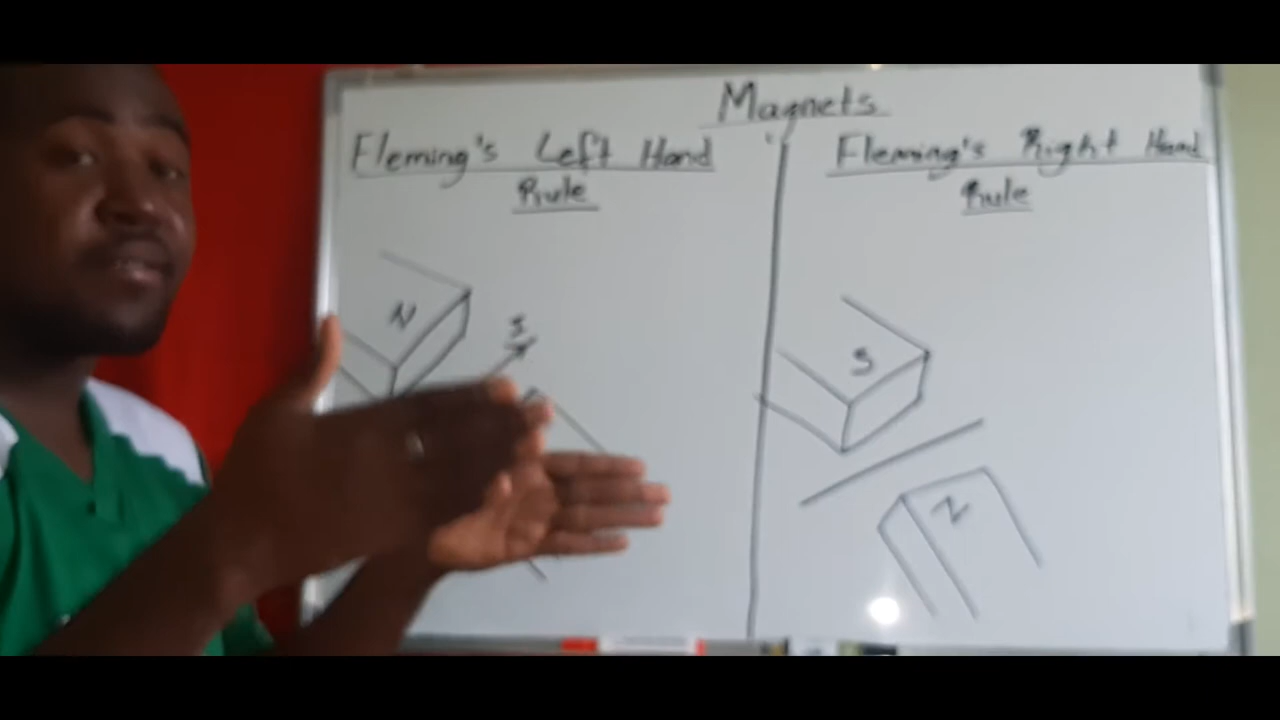 Magnets
Fleming's Left Hand
Rule
Fleming's Right Hand
Rule
N
I
S
N